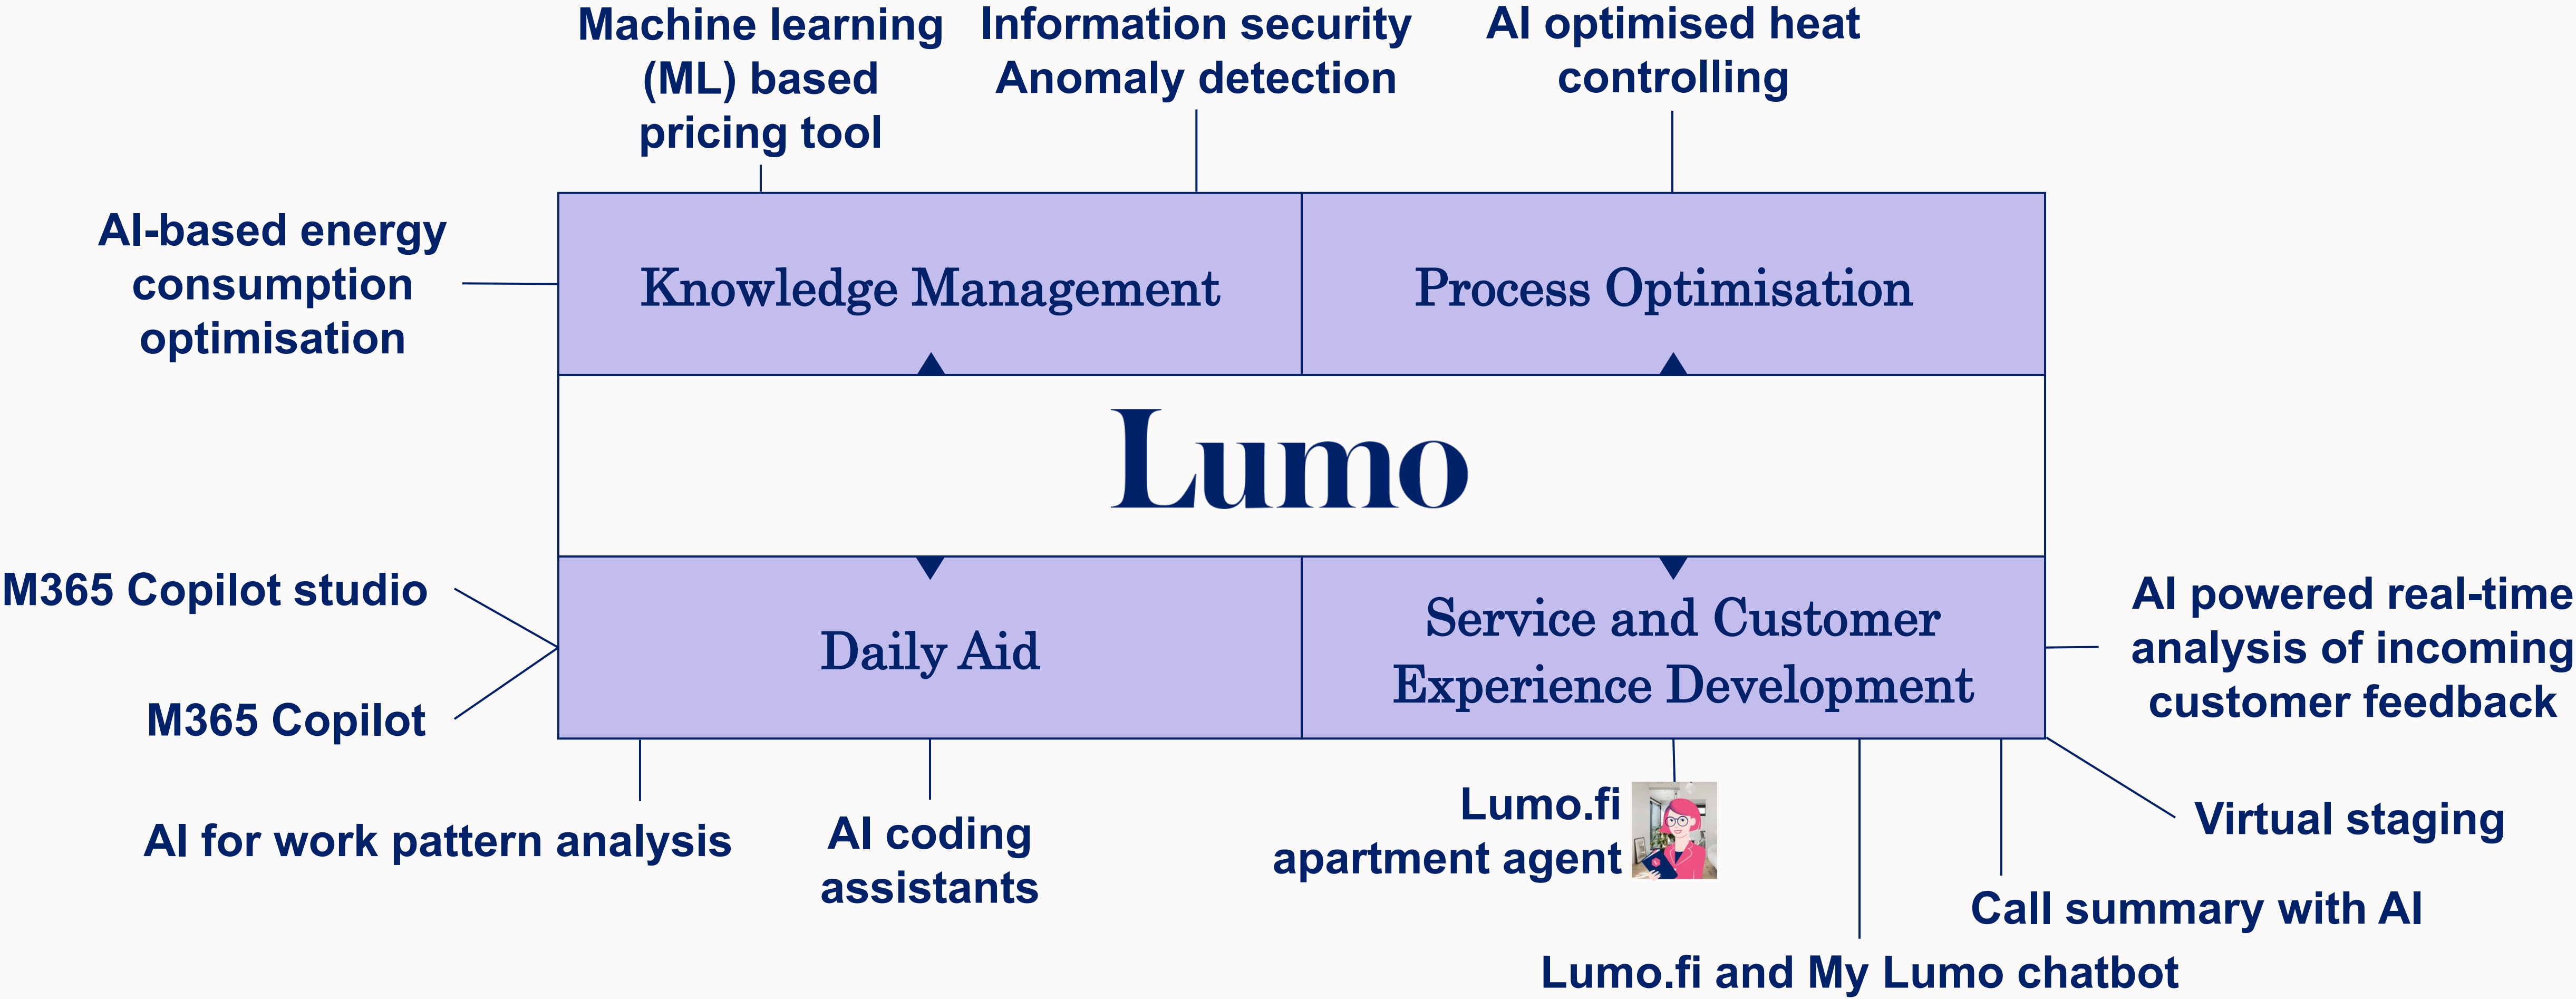 Machine learning
(ML) based
pricing tool
Information security
Anomaly detection
AI optimised heat
controlling
AI-based energy
consumption
optimisation
Knowledge Management
Process Optimisation
Lumo
M365 Copilot studio
M365 Copilot
Daily Aid
Service and Customer
Experience Development
AI powered real-time
analysis of incoming
customer feedback
AI for work pattern analysis
AI coding
assistants
Lumo.fi
apartment agent
Virtual staging
Call summary with AI
Lumo.fi and My Lumo chatbot